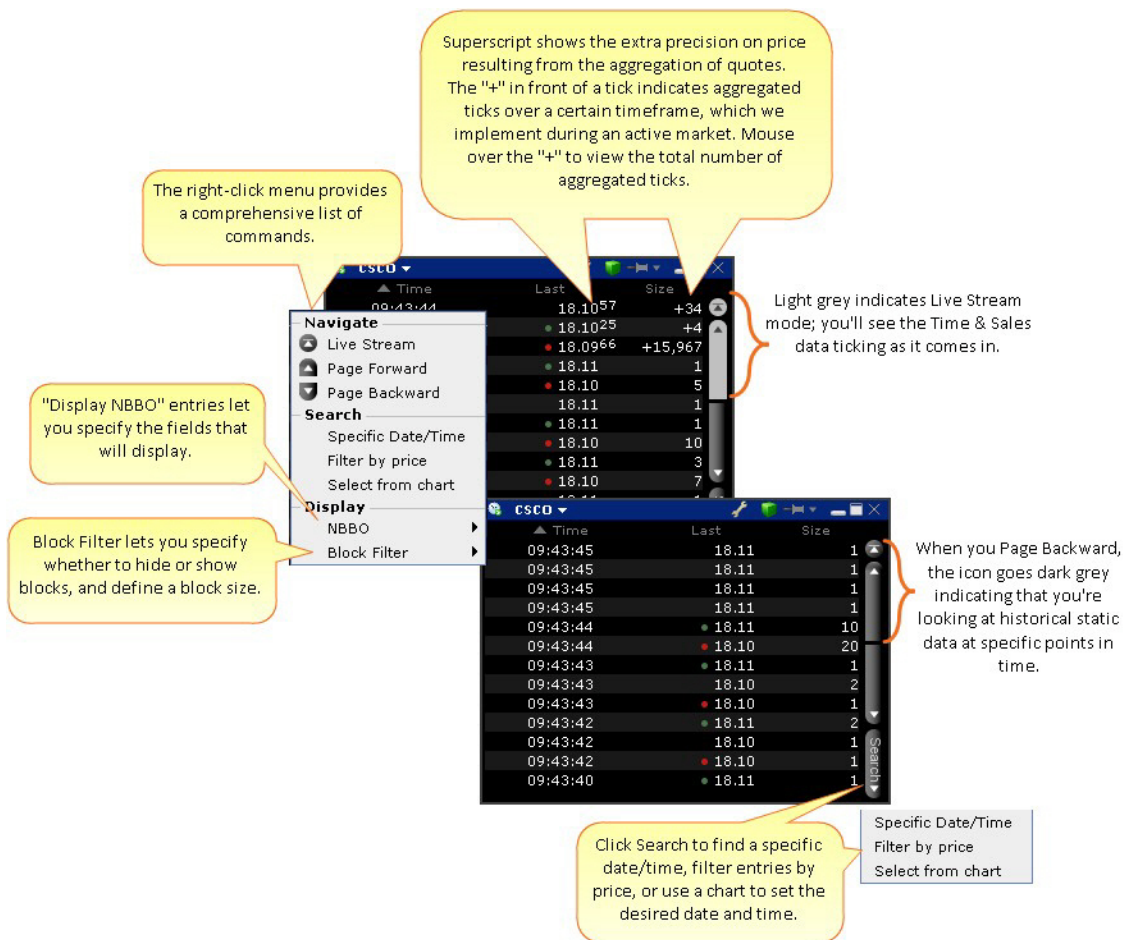 Superscript shows the extra precision on price
resulting from the aggregation of quotes.
The "+" in front of a tick indicates aggregated
ticks over a certain timeframe, which we
implement during an active market. Mouse
over the "+" to view the total number of
aggregated ticks.
The right-click menu provides
a comprehensive list of
commands.
CSCO
Time Last Size
09:43:44 18.1057 +34
18.1025 +4
18.0966 +15,967
18.11 1
18.10 5
18.11 1
18.11 1
18.10 10
18.11 3
18.10 7
18.11 1
Light grey indicates Live Stream
mode; you'll see the Time & Sales
data ticking as it comes in.
Navigate
Live Stream
Page Forward
Page Backward
Search
Specific Date/Time
Filter by price
Select from chart
Display
NBBO
Block Filter
"Display NBBO" entries let
you specify the fields that
will display.
Block Filter lets you specify
whether to hide or show
blocks, and define a block size.
CSCO
Time Last Size
09:43:45 18.11 1
09:43:45 18.11 1
09:43:45 18.11 1
09:43:45 18.11 1
09:43:44 18.11 10
09:43:44 18.10 20
09:43:43 18.11 1
09:43:43 18.10 2
09:43:43 18.10 1
09:43:42 18.11 2
09:43:42 18.10 1
09:43:42 18.10 1
09:43:40 18.11 1
Search
When you Page Backward,
the icon goes dark grey
indicating that you're
looking at historical static
data at specific points in
time.
Click Search to find a specific
date/time, filter entries by
price, or use a chart to set the
desired date and time.
Specific Date/Time
Filter by price
Select from chart